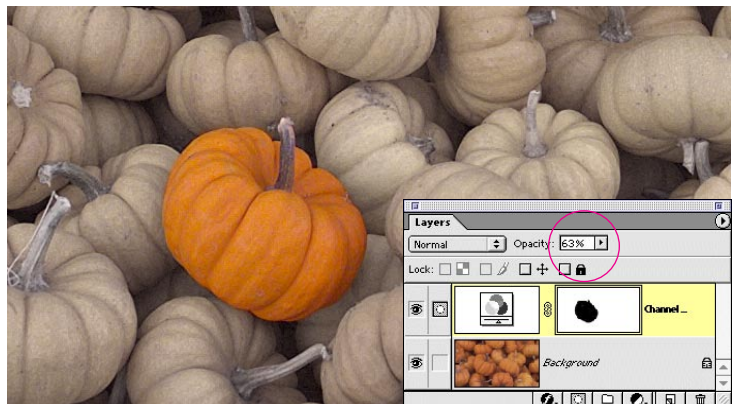 Layers
Normal Opacity: 63%
Lock:
Channel ...
Background